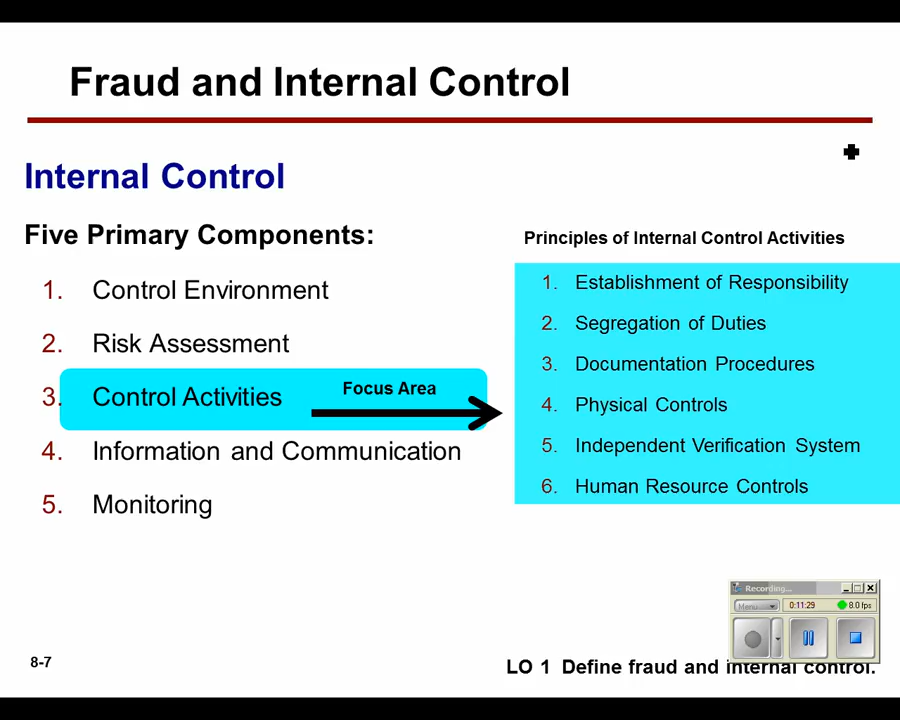 Fraud and Internal Control
Internal Control
Five Primary Components:
1. Control Environment
2. Risk Assessment
3. Control Activities
Focus Area
4. Information and Communication
5. Monitoring
Principles of Internal Control Activities
1. Establishment of Responsibility
2. Segregation of Duties
3. Documentation Procedures
4. Physical Controls
5. Independent Verification System
6. Human Resource Controls
Recording...
Menu
0:11:29
8.0 fps
8-7
LO 1 Define fraud and internal control.